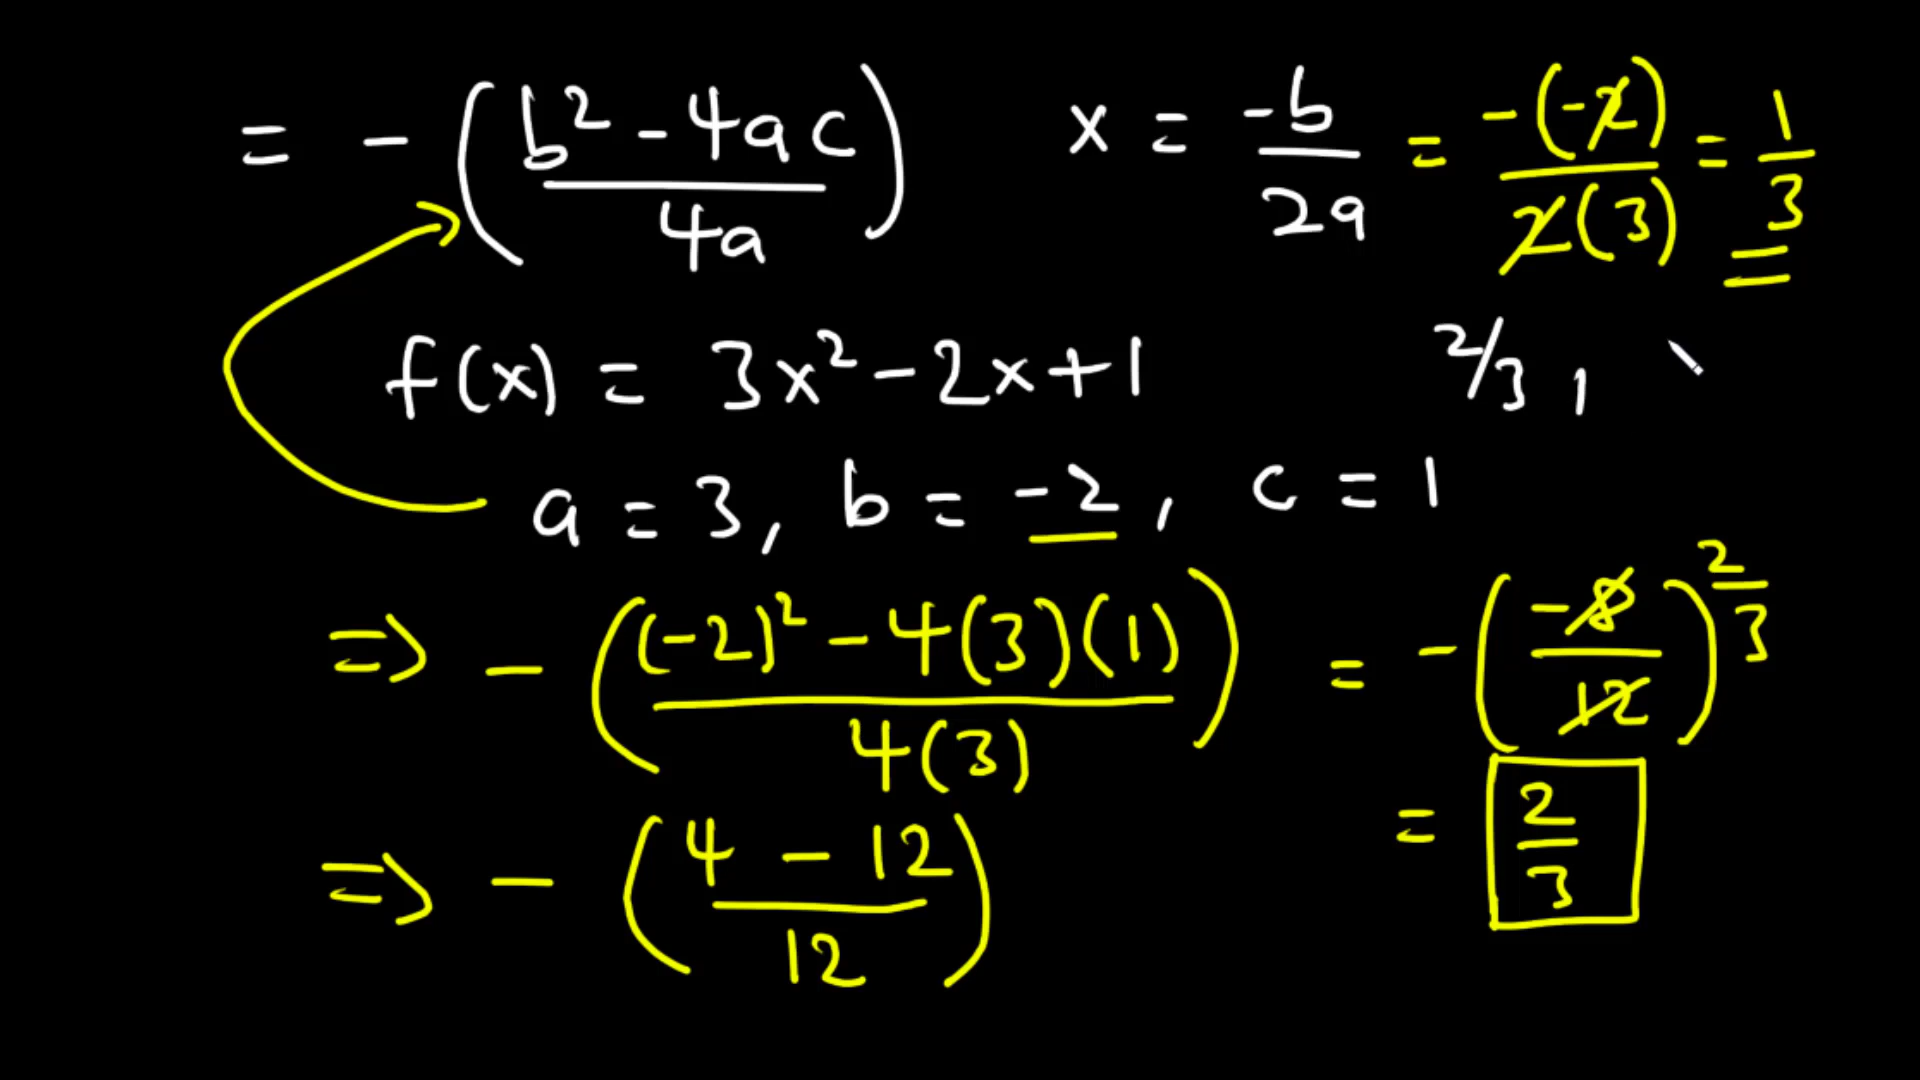 = - (b² - 4ac / 4a) x = -b/2a = -(-2)/2(3) = 1/3
f(x) = 3x² - 2x + 1 2/3,
a = 3, b = -2, c = 1
⇒ - ((-2)² - 4(3)(1) / 4(3)) = - (-8/12) 2/3
⇒ - (4 - 12 / 12) = 2/3